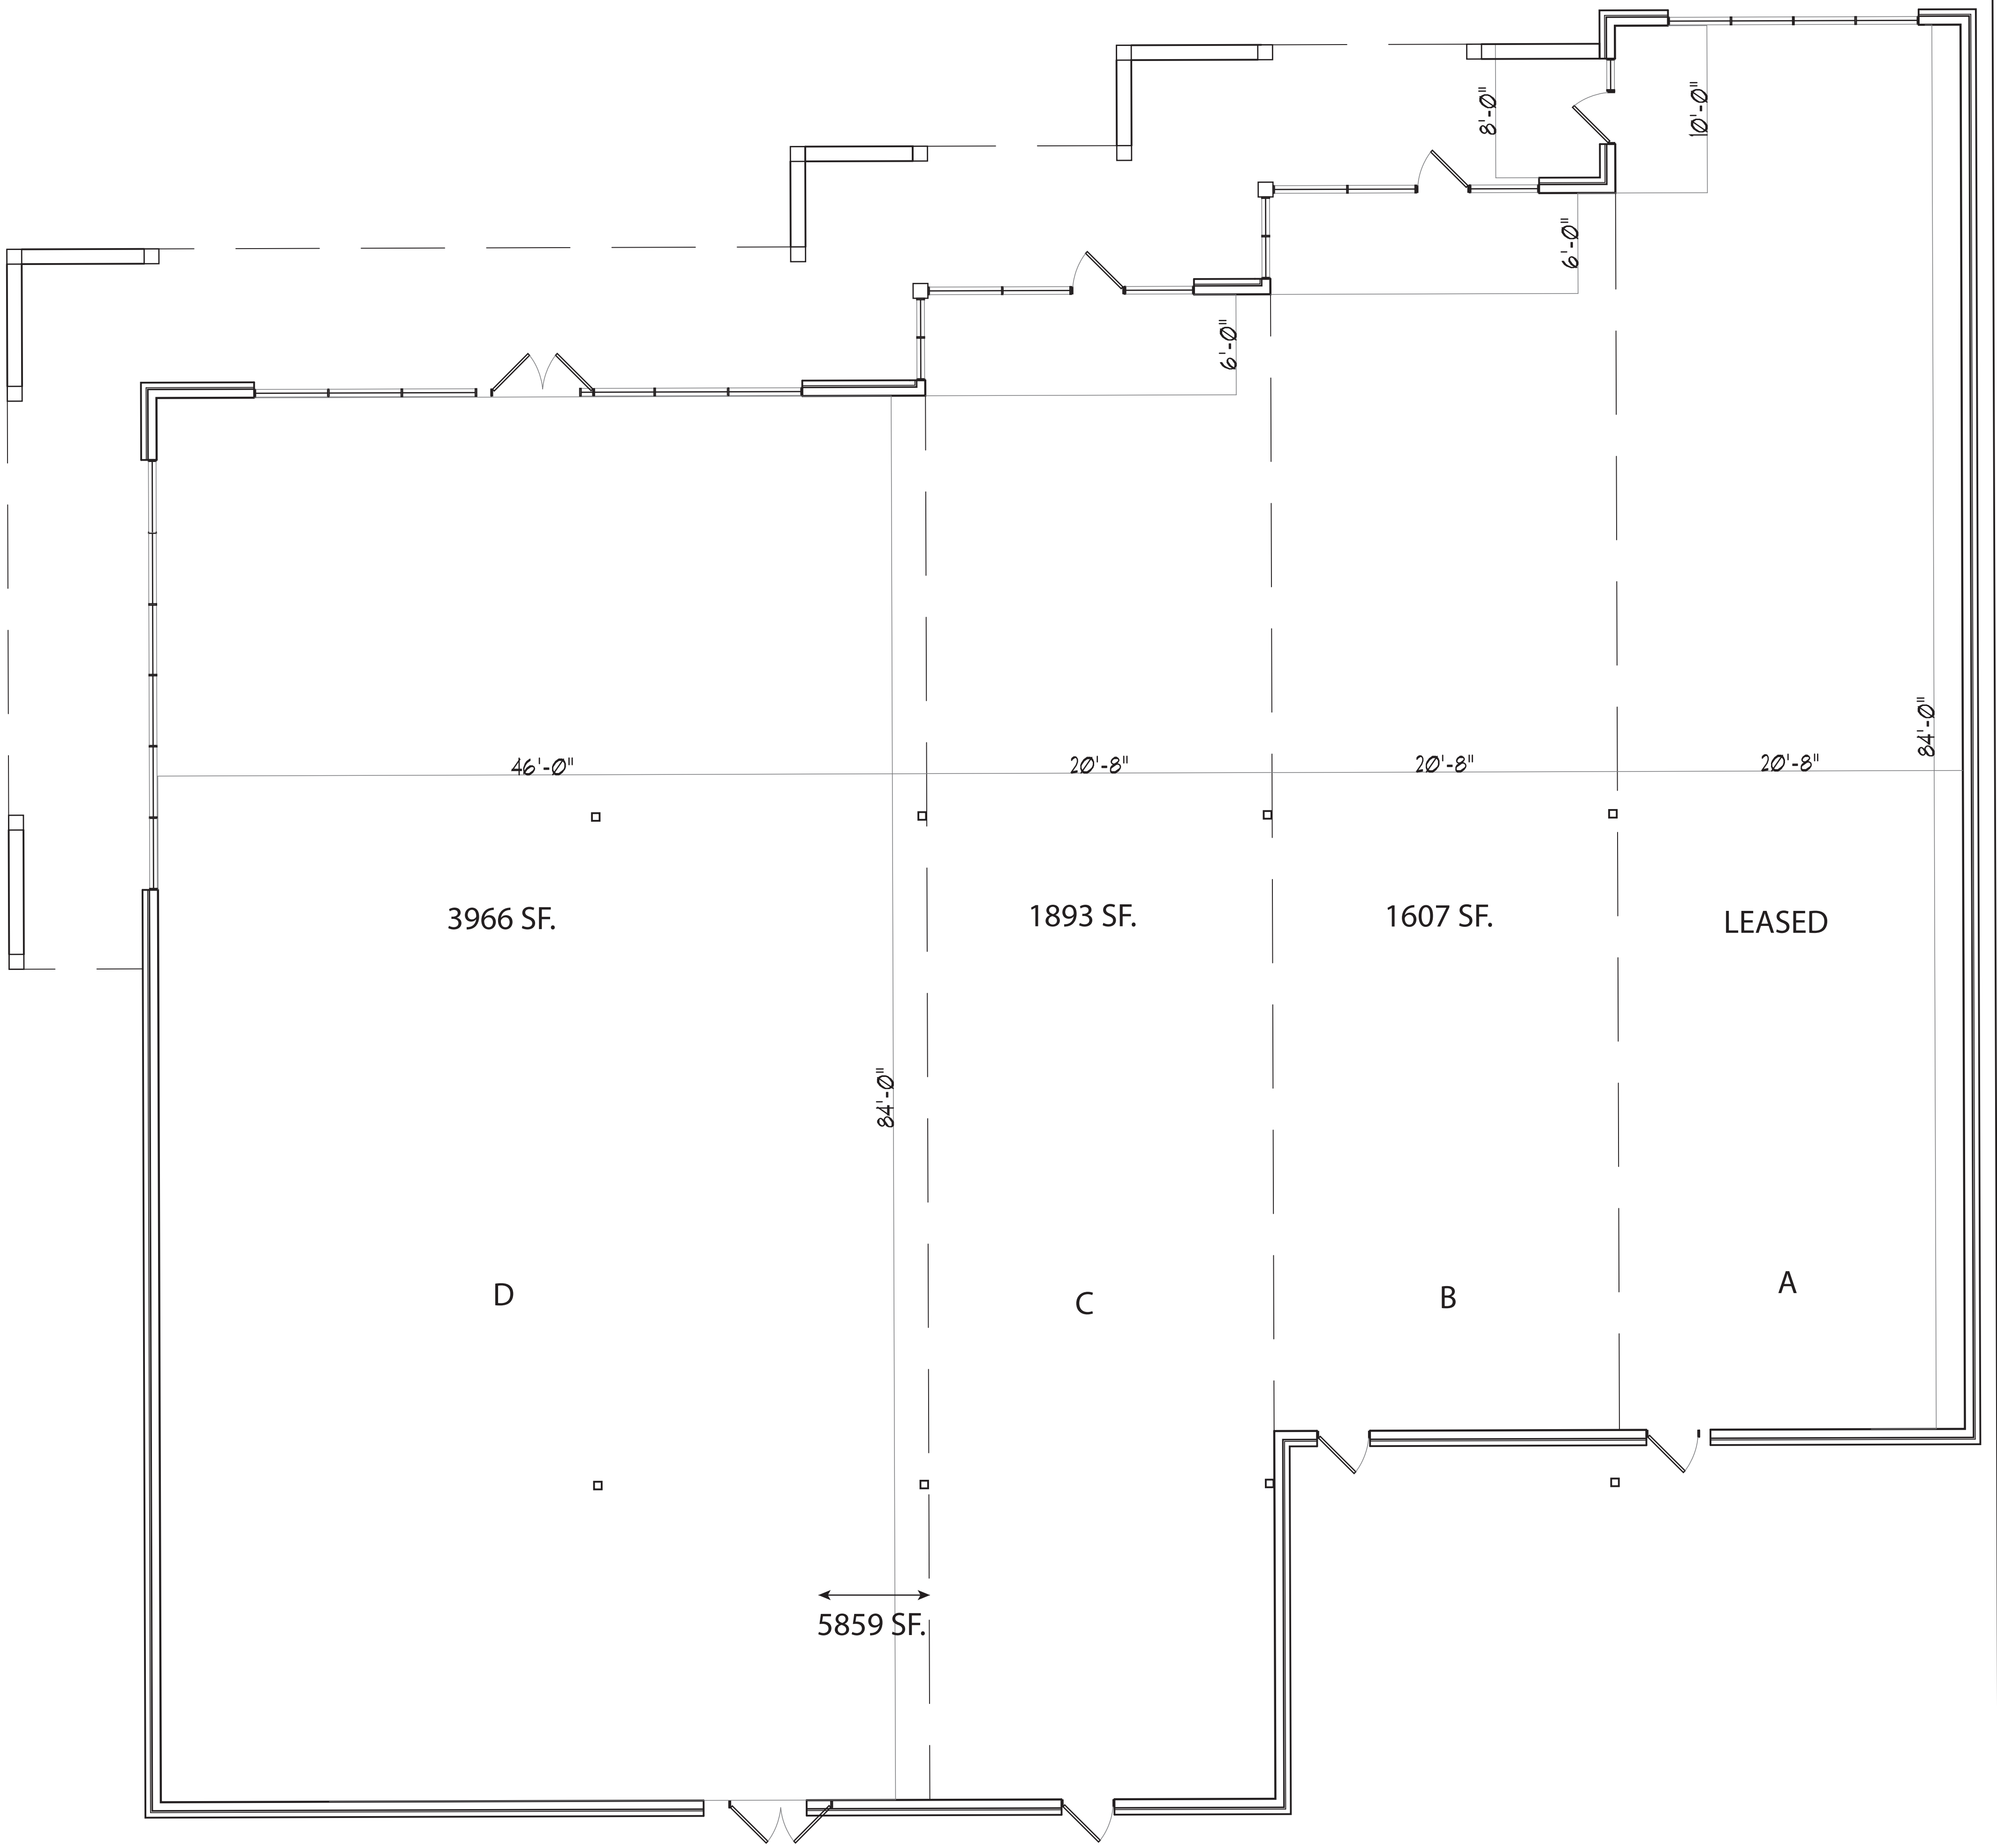 8'-0"
10'-0"
6'-0"
6'-0"
84'-0"
46'-0"
20'-8"
20'-8"
20'-8"
3966 SF.
1893 SF.
1607 SF.
LEASED
84'-0"
D
C
B
A
5859 SF.